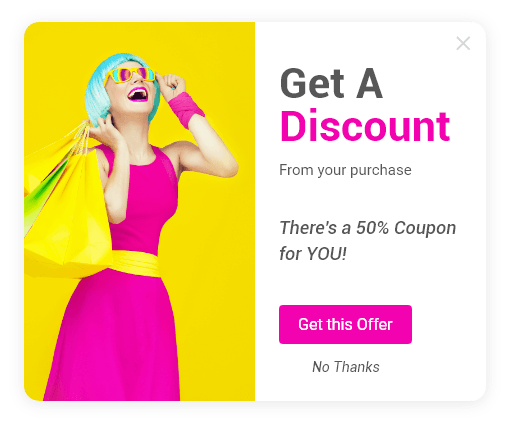 Get A
Discount
From your purchase
There's a 50% Coupon
for YOU!
Get this Offer
No Thanks